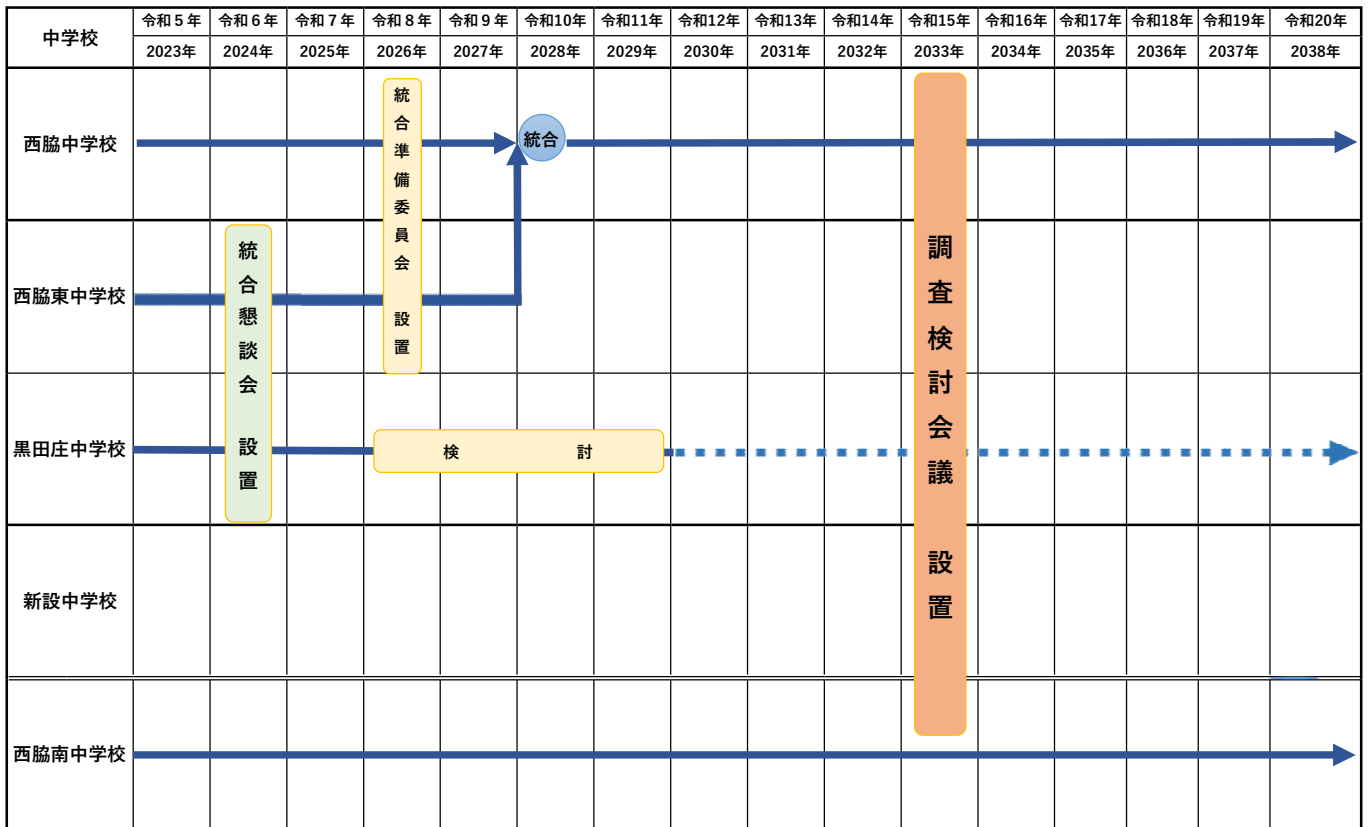 中学校
令和５年 令和６年 令和７年 令和８年 令和９年 令和10年 令和11年 令和12年 令和13年 令和14年 令和15年 令和16年 令和17年 令和18年 令和19年 令和20年
2023年 2024年 2025年 2026年 2027年 2028年 2029年 2030年 2031年 2032年 2033年 2034年 2035年 2036年 2037年 2038年
西脇中学校
統合準備委員会 設置
統合
西脇東中学校
統合懇談会 設置
調査検討会議 設置
黒田庄中学校
検 討
新設中学校
西脇南中学校